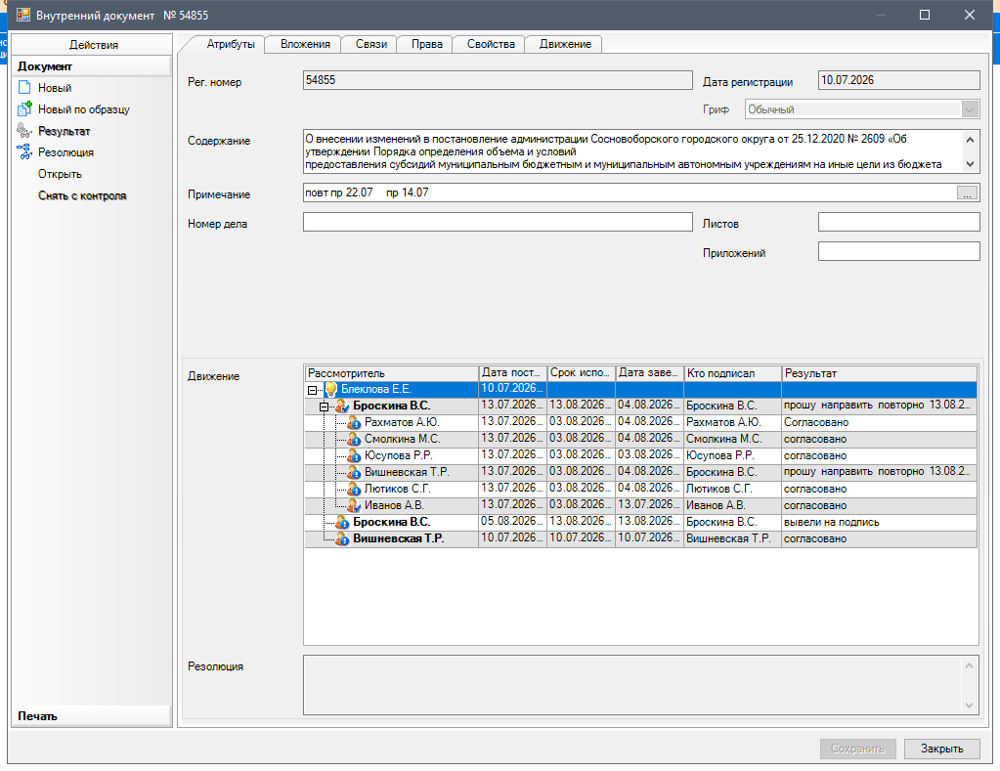 Внутренний документ № 54855
Действия
Документ
Новый
Новый по образцу
Результат
Резолюция
Открыть
Снять с контроля
Печать
Атрибуты Вложения Связи Права Свойства Движение
Рег. номер 54855 Дата регистрации 10.07.2026
Гриф Обычный
Содержание
О внесении изменений в постановление администрации Сосновоборского городского округа от 25.12.2020 № 2609 «Об
утверждении Порядка определения объема и условий
предоставления субсидий муниципальным бюджетным и муниципальным автономным учреждениям на иные цели из бюджета
Примечание повт пр 22.07 пр 14.07 ...
Номер дела Листов
Приложений
Движение
Рассмотритель Дата пост... Срок испо... Дата заве... Кто подписал Результат
Блеклова Е.Е. 10.07.2026...
Броскина В.С. 13.07.2026... 13.08.2026... 04.08.2026... Броскина В.С. прошу направить повторно 13.08.2...
Рахматов А.Ю. 13.07.2026... 03.08.2026... 04.08.2026... Рахматов А.Ю. Согласовано
Смолкина М.С. 13.07.2026... 03.08.2026... 04.08.2026... Смолкина М.С. согласовано
Юсупова Р.Р. 13.07.2026... 03.08.2026... 03.08.2026... Юсупова Р.Р. согласовано
Вишневская Т.Р. 13.07.2026... 03.08.2026... 04.08.2026... Броскина В.С. прошу направить повторно 13.08.2...
Лютиков С.Г. 13.07.2026... 03.08.2026... 04.08.2026... Лютиков С.Г. согласовано
Иванов А.В. 13.07.2026... 03.08.2026... 13.07.2026... Иванов А.В. согласовано
Броскина В.С. 05.08.2026... 13.08.2026... 13.08.2026... Броскина В.С. вывели на подпись
Вишневская Т.Р. 10.07.2026... 10.07.2026... 10.07.2026... Вишневская Т.Р. согласовано
Резолюция
Сохранить Закрыть